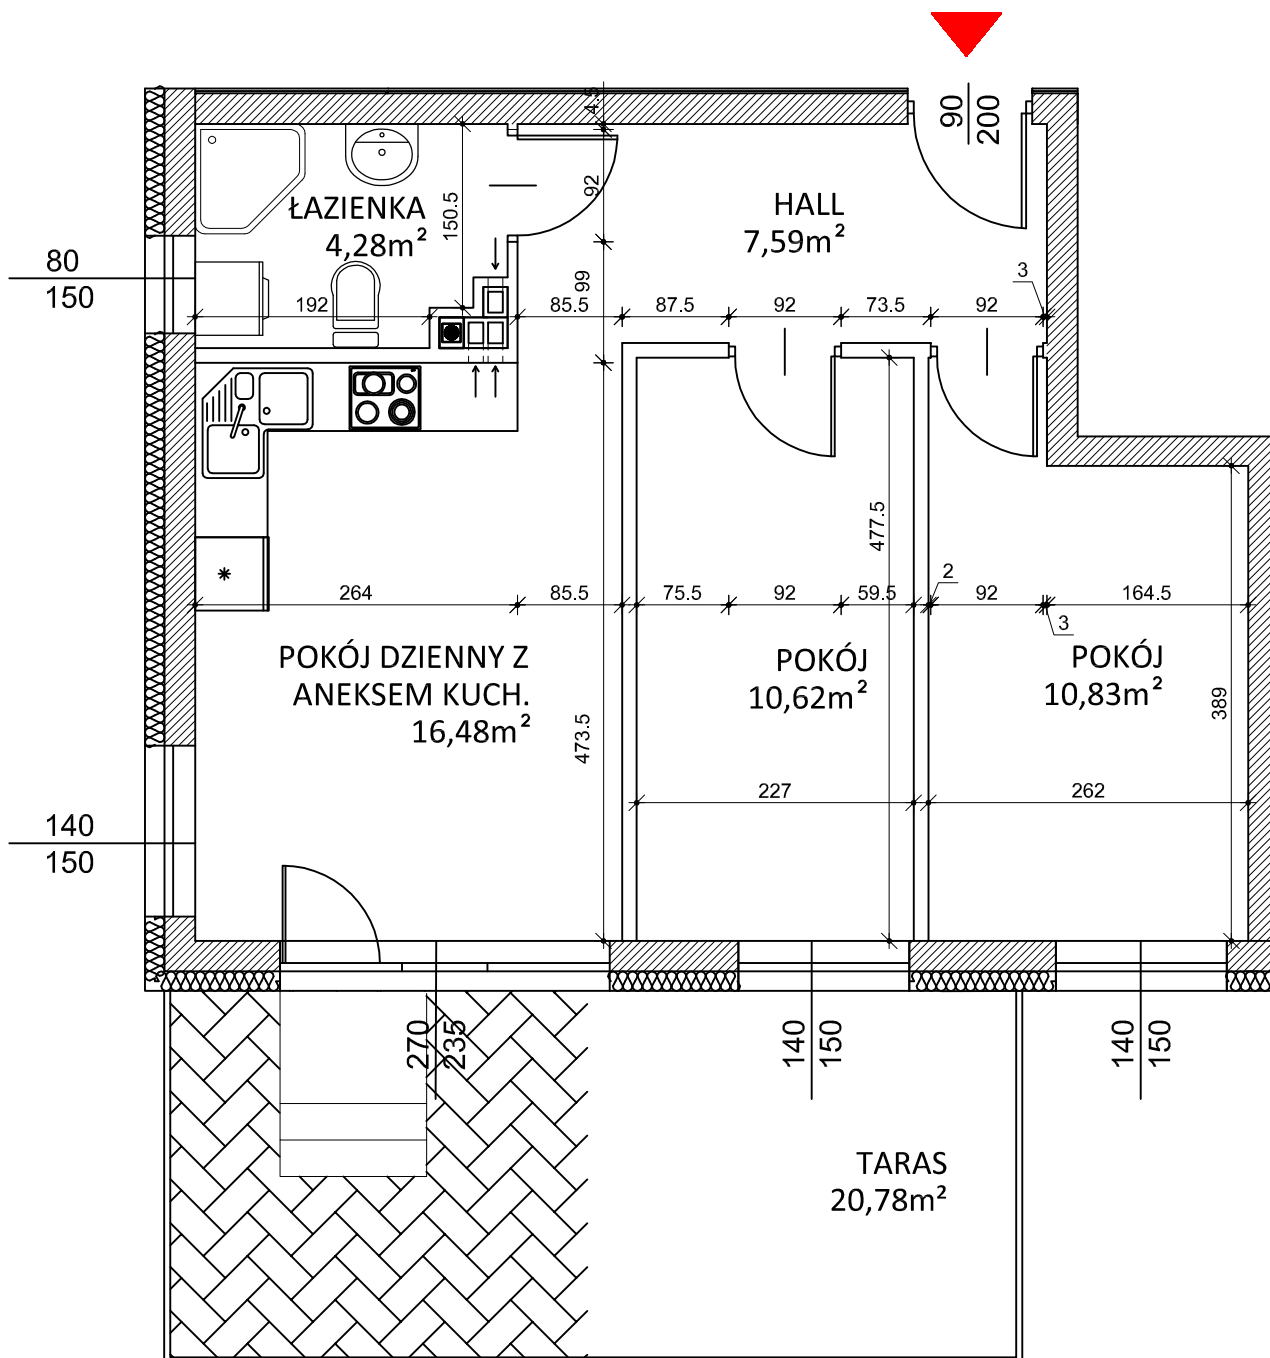 90
200
4.5
ŁAZIENKA
4,28m²
150.5
92
HALL
7,59m²
80
150
99
3
192
85.5
87.5
92
73.5
92
477.5
2
264
85.5
75.5
92
59.5
92
164.5
3
POKÓJ DZIENNY Z
ANEKSEM KUCH.
16,48m²
POKÓJ
10,62m²
POKÓJ
10,83m²
473.5
389
227
262
140
150
270
235
140
150
140
150
TARAS
20,78m²